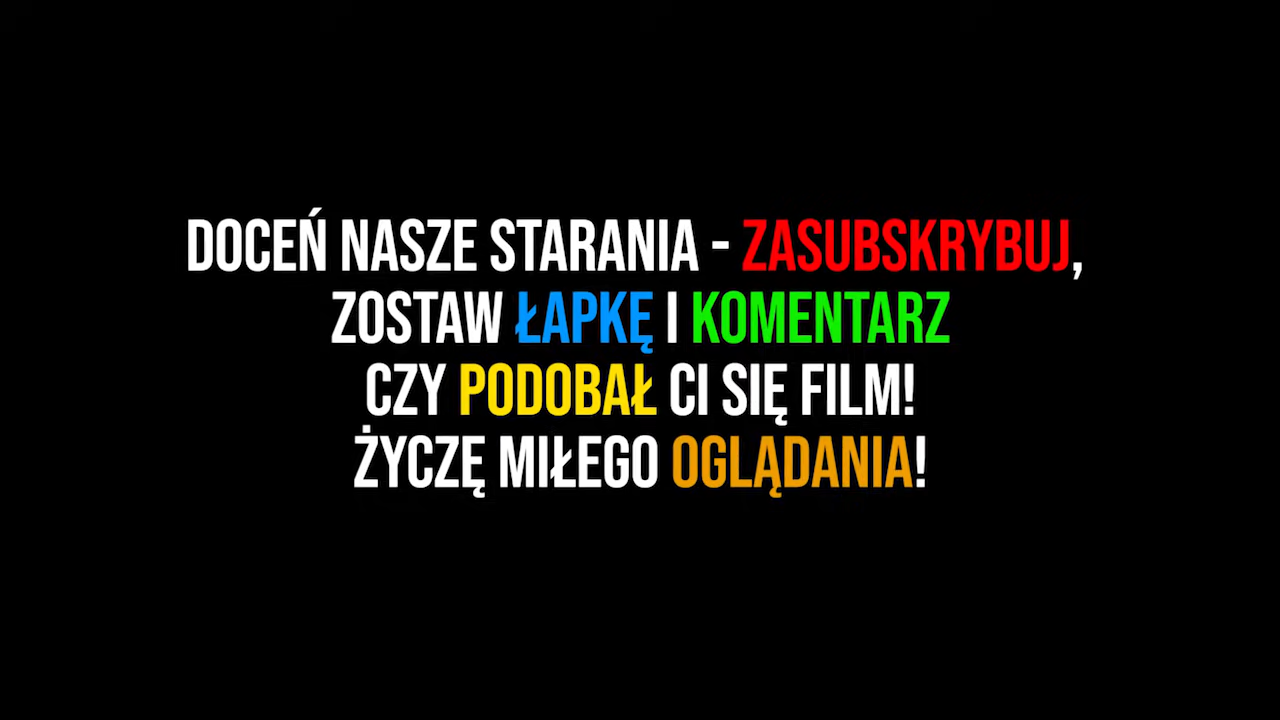 DOCEŃ NASZE STARANIA - ZASUBSKRYBUJ,
ZOSTAW ŁAPKĘ I KOMENTARZ
CZY PODOBAŁ CI SIĘ FILM!
ŻYCZĘ MIŁEGO OGLĄDANIA!